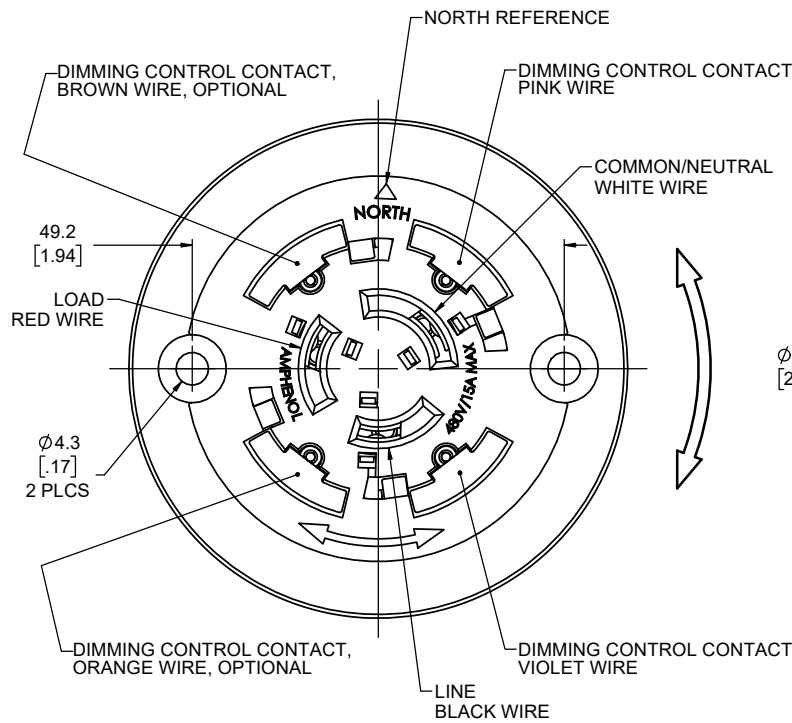 NORTH REFERENCE
DIMMING CONTROL CONTACT,
BROWN WIRE, OPTIONAL
DIMMING CONTROL CONTACT
PINK WIRE
COMMON/NEUTRAL
WHITE WIRE
NORTH
49.2
[1.94]
LOAD
RED WIRE
AMPHENOL
480V/15A MAX
Ø
[2
Ø4.3
[.17]
2 PLCS
DIMMING CONTROL CONTACT,
ORANGE WIRE, OPTIONAL
DIMMING CONTROL CONTACT
VIOLET WIRE
LINE
BLACK WIRE